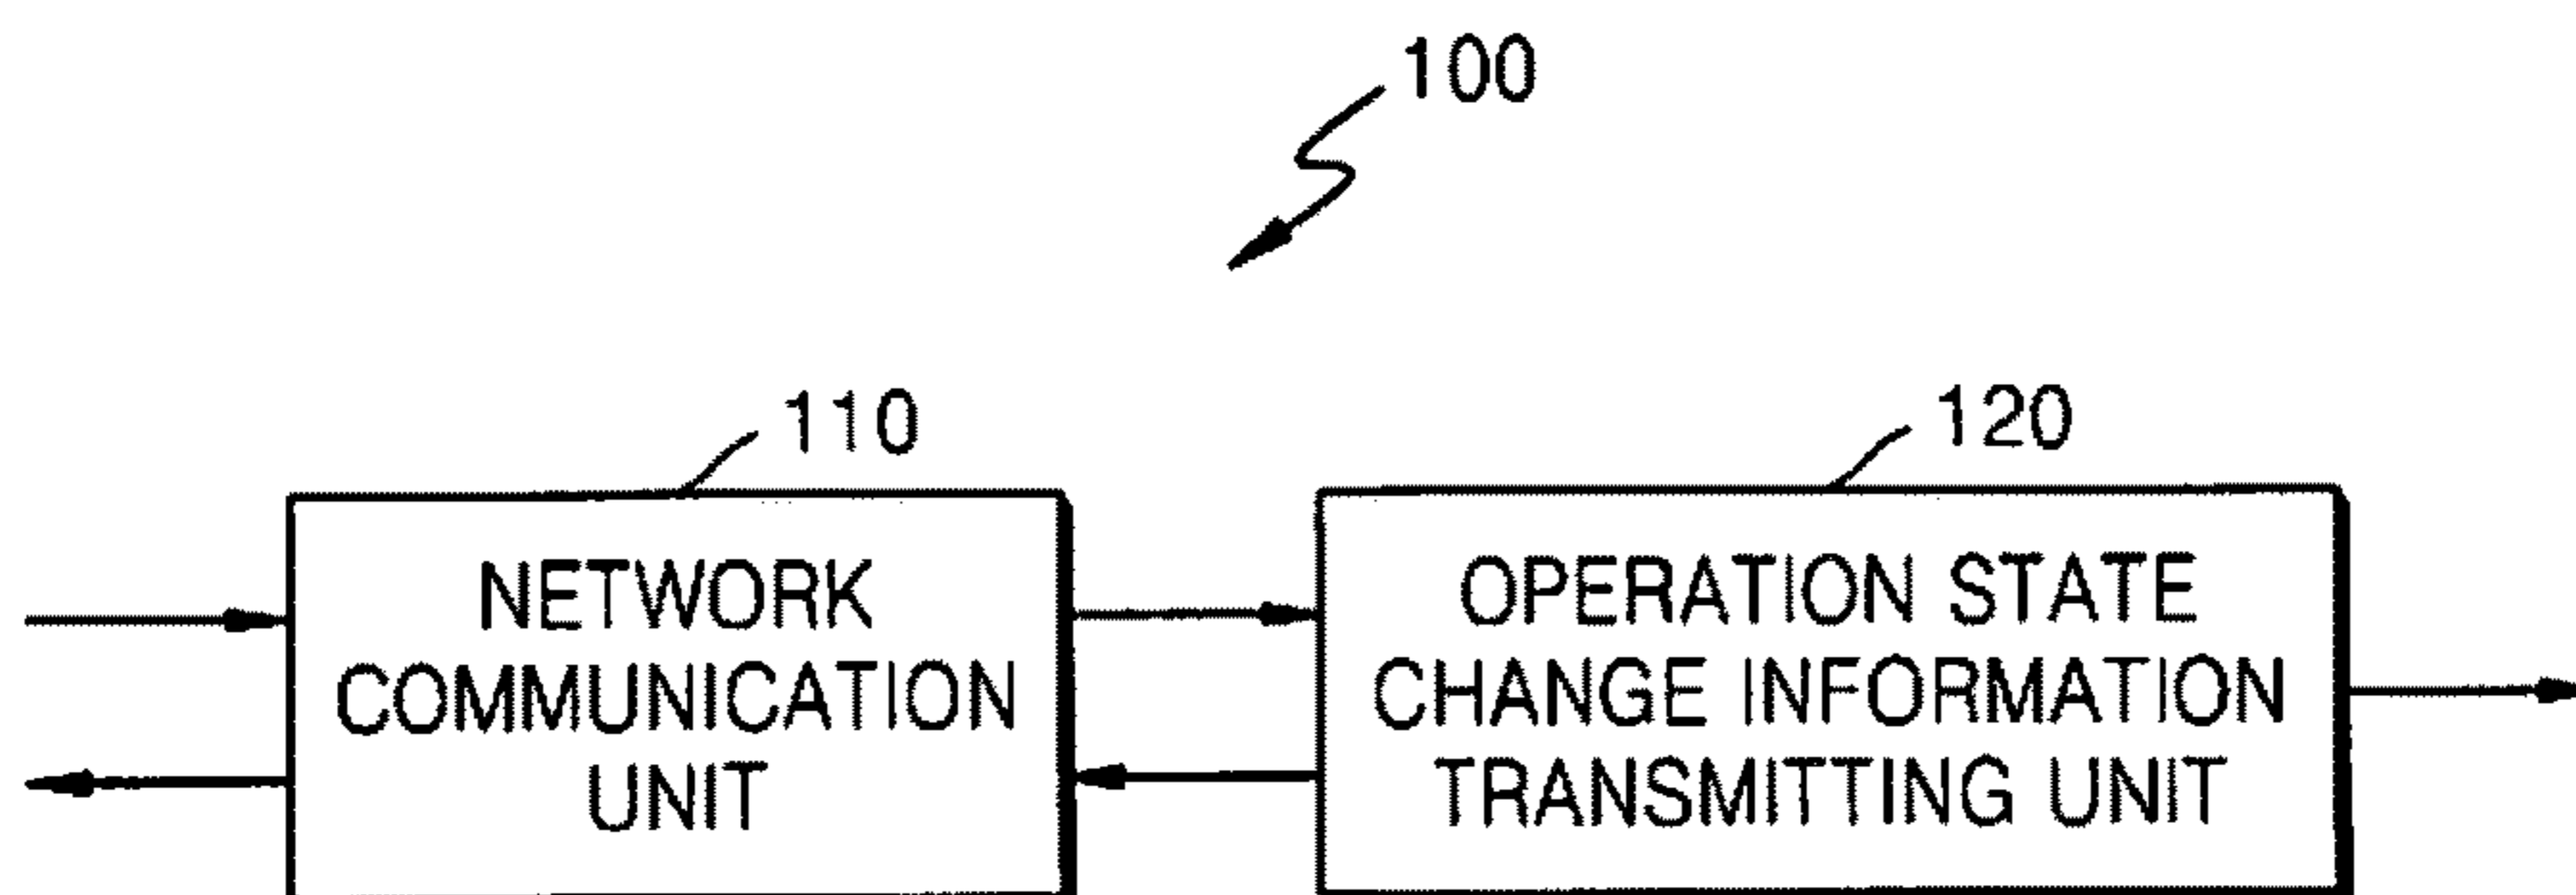 100
110
120
NETWORK
COMMUNICATION
UNIT
OPERATION STATE
CHANGE INFORMATION
TRANSMITTING UNIT